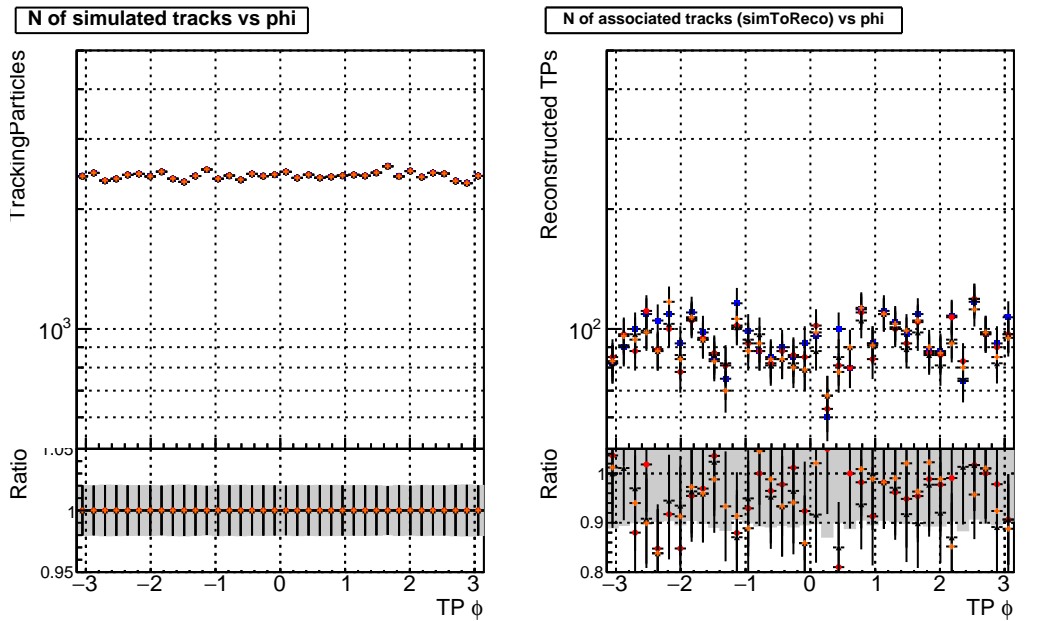 N of simulated tracks vs phi
TrackingParticles
10³
Ratio
1.05
1
0.95
−3 −2 −1 0 1 2 3
TP ϕ
N of associated tracks (simToReco) vs phi
Reconstructed TPs
10²
Ratio
1
0.9
0.8
−3 −2 −1 0 1 2 3
TP ϕ